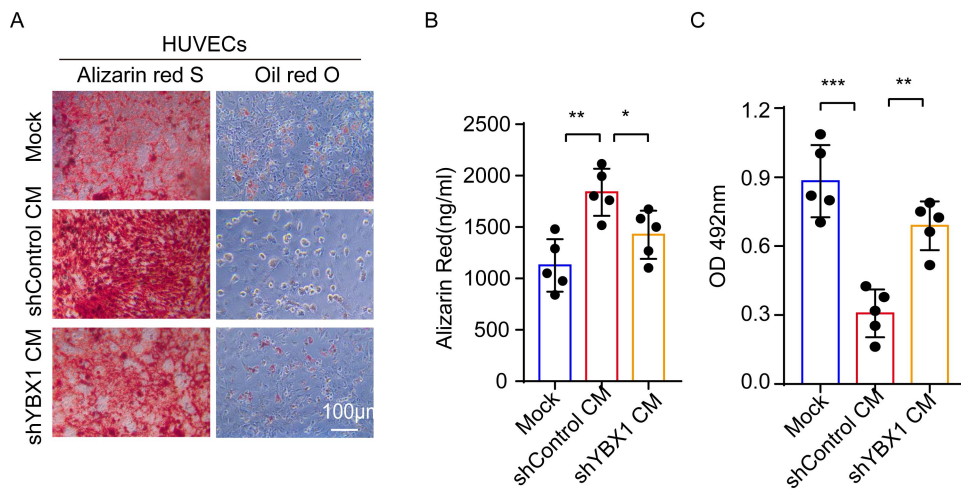 A
HUVECs
Alizarin red S
Oil red O
Mock
shControl CM
shYBX1 CM
100μm
B
** *
Alizarin Red(ng/ml)
2500
2000
1500
1000
500
0
Mock
shControl CM
shYBX1 CM
C
*** **
OD 492nm
1.2
0.9
0.6
0.3
0.0
Mock
shControl CM
shYBX1 CM